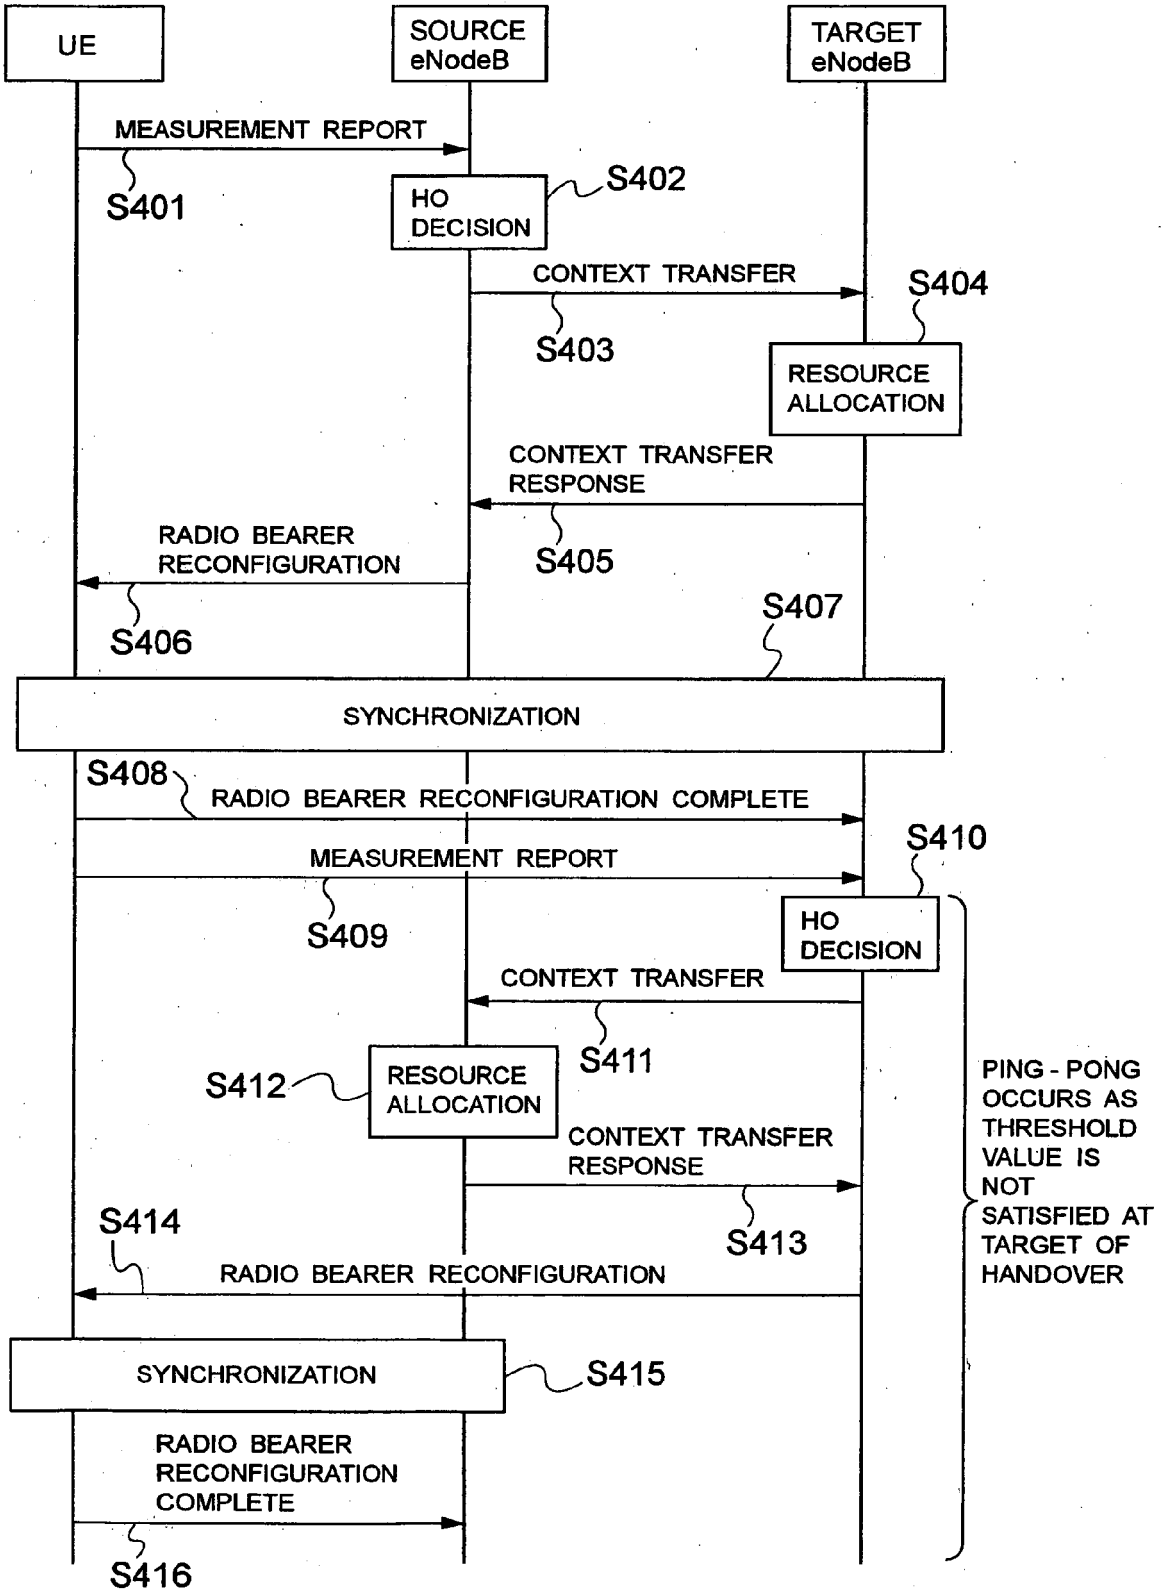 UE
SOURCE
eNodeB
TARGET
eNodeB
MEASUREMENT REPORT
S401
HO
DECISION
S402
CONTEXT TRANSFER
S403
S404
RESOURCE
ALLOCATION
CONTEXT TRANSFER
RESPONSE
S405
RADIO BEARER
RECONFIGURATION
S406
S407
SYNCHRONIZATION
S408
RADIO BEARER RECONFIGURATION COMPLETE
MEASUREMENT REPORT
S409
S410
HO
DECISION
CONTEXT TRANSFER
S411
S412
RESOURCE
ALLOCATION
CONTEXT TRANSFER
RESPONSE
S413
PING - PONG
OCCURS AS
THRESHOLD
VALUE IS
NOT
SATISFIED AT
TARGET OF
HANDOVER
S414
RADIO BEARER RECONFIGURATION
SYNCHRONIZATION
S415
RADIO BEARER
RECONFIGURATION
COMPLETE
S416